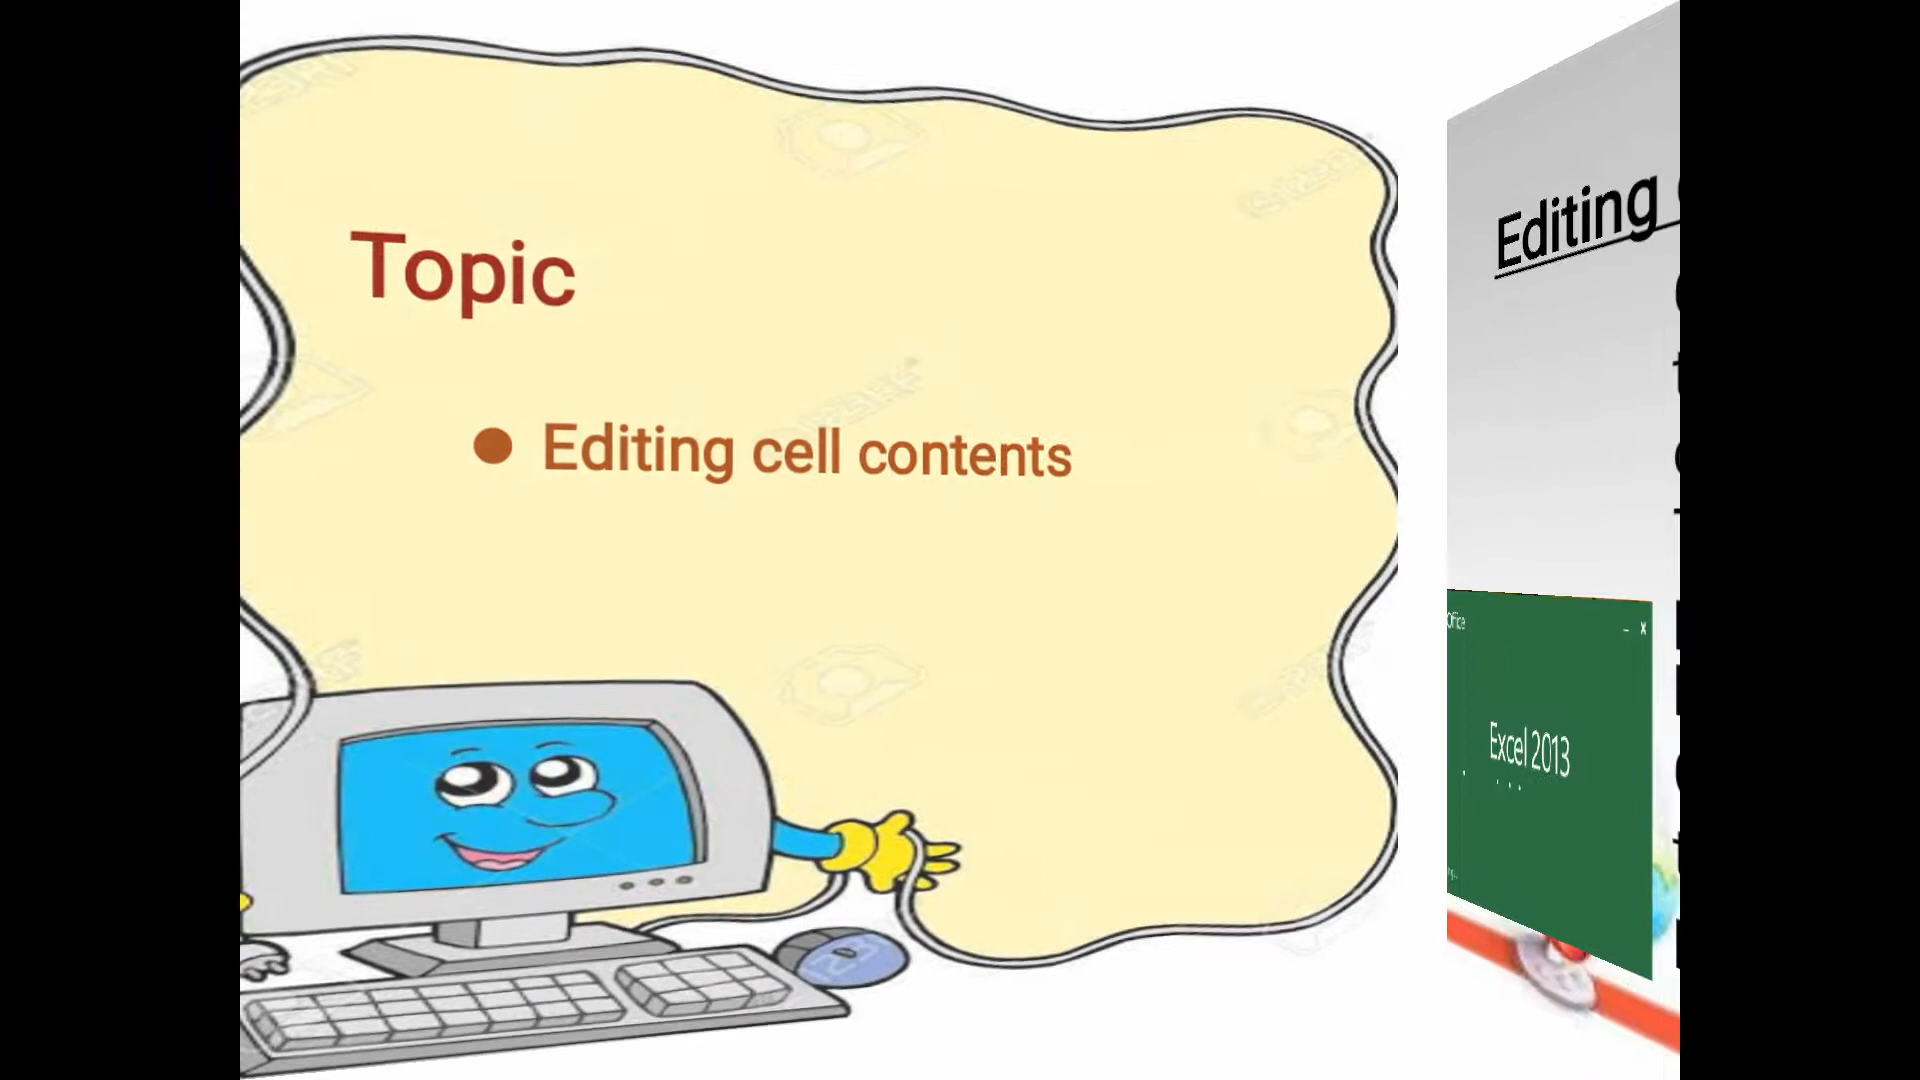 Topic
● Editing cell contents
Editing
Office
Excel 2013